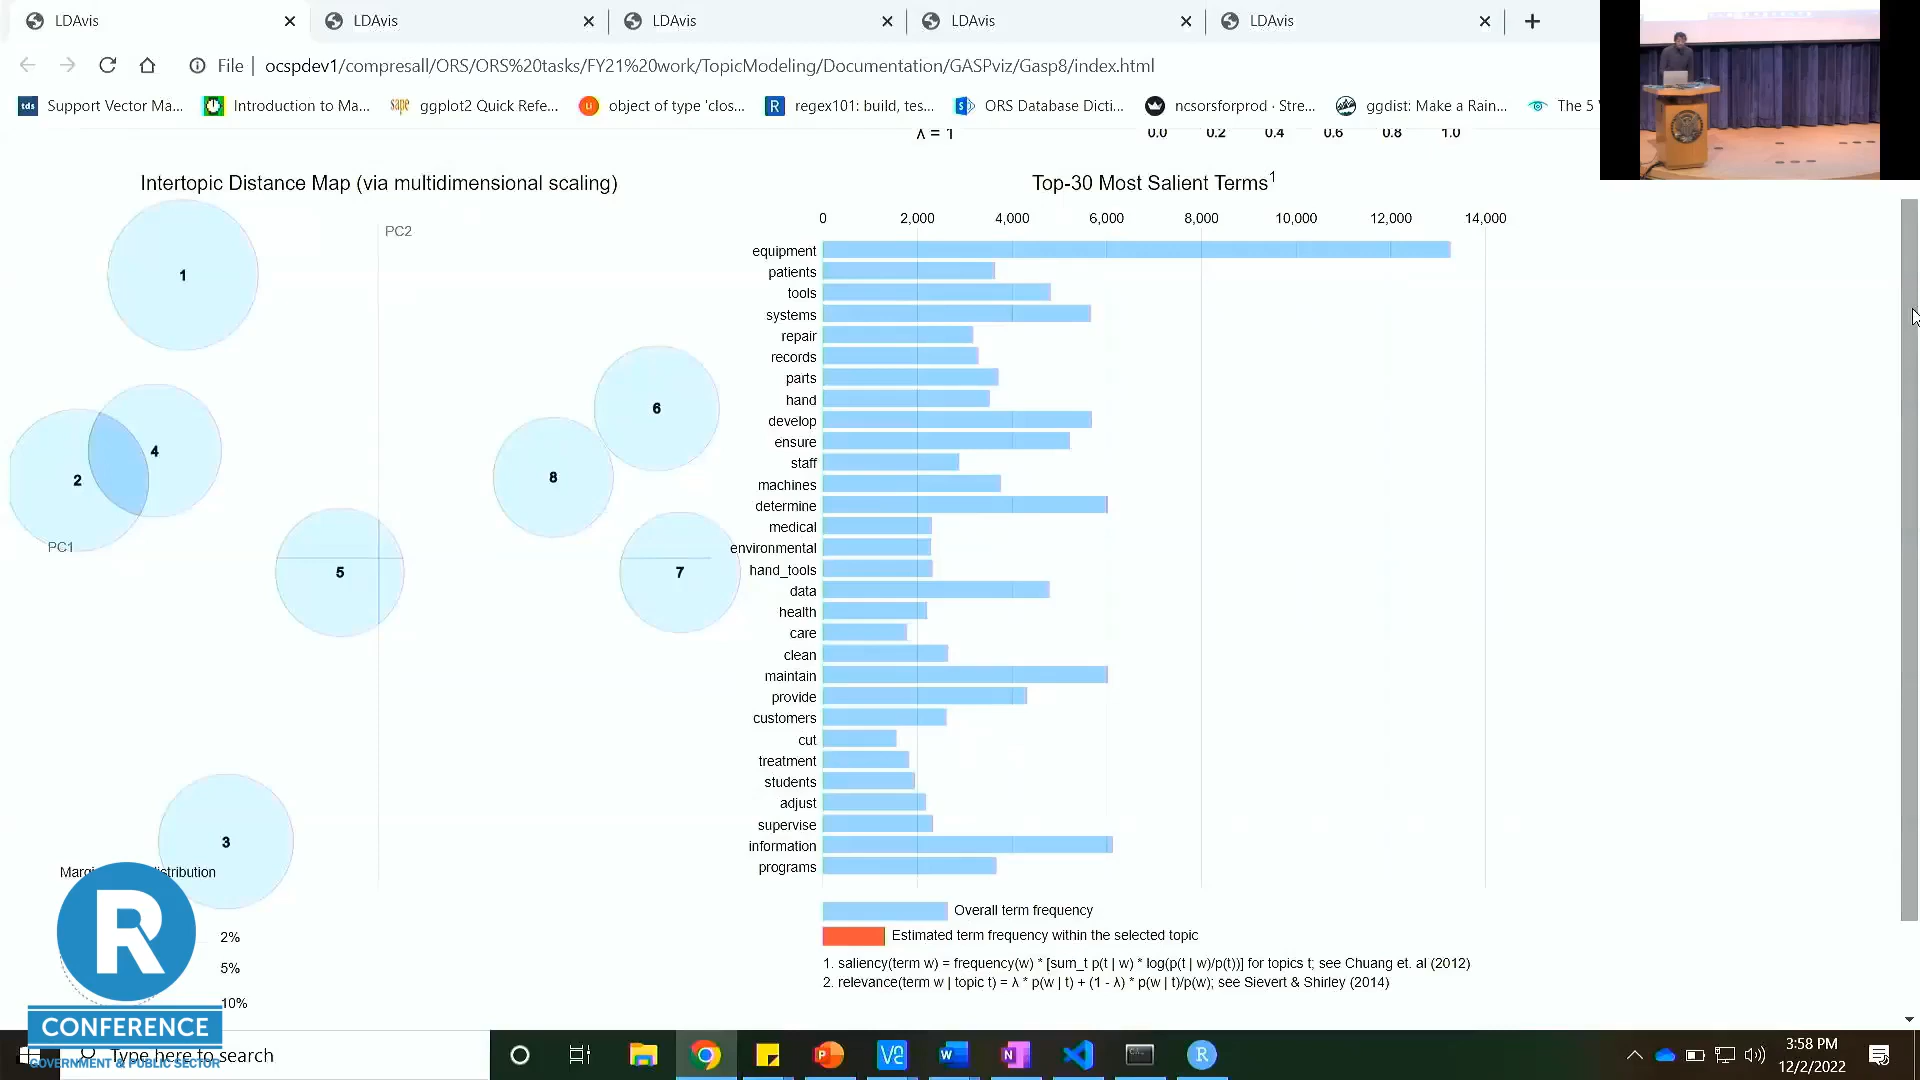 LDAvis
LDAvis
LDAvis
LDAvis
LDAvis
File | ocspdev1/compresall/ORS/ORS%20tasks/FY21%20work/TopicModeling/Documentation/GASPviz/Gasp8/index.html
tds Support Vector Ma...
Introduction to Ma...
sape ggplot2 Quick Refe...
object of type 'clos...
R regex101: build, tes...
ORS Database Dicti...
ncsorsforprod · Stre...
ggdist: Make a Rain...
The 5
λ = 1
0.0 0.2 0.4 0.6 0.8 1.0
Intertopic Distance Map (via multidimensional scaling)
PC2
1
6
4
8
2
PC1
5
7
3
Top-30 Most Salient Terms1
0 2,000 4,000 6,000 8,000 10,000 12,000 14,000
equipment
patients
tools
systems
repair
records
parts
hand
develop
ensure
staff
machines
determine
medical
environmental
hand_tools
data
health
care
clean
maintain
provide
customers
cut
treatment
students
adjust
supervise
information
programs
Overall term frequency
Estimated term frequency within the selected topic
1. saliency(term w) = frequency(w) * [sum_t p(t | w) * log(p(t | w)/p(t))] for topics t; see Chuang et. al (2012)
2. relevance(term w | topic t) = λ * p(w | t) + (1 - λ) * p(w | t)/p(w); see Sievert & Shirley (2014)
2%
5%
10%
R
CONFERENCE
GOVERNMENT & PUBLIC SECTOR
Type here to search
3:58 PM
12/2/2022